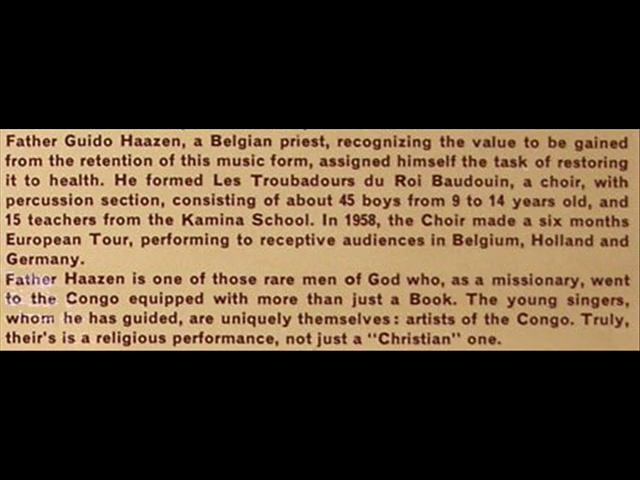 Father Guido Haazen, a Belgian priest, recognizing the value to be gained
from the retention of this music form, assigned himself the task of restoring
it to health. He formed Les Troubadours du Roi Baudouin, a choir, with
percussion section, consisting of about 45 boys from 9 to 14 years old, and
15 teachers from the Kamina School. In 1958, the Choir made a six months
European Tour, performing to receptive audiences in Belgium, Holland and
Germany.
Father Haazen is one of those rare men of God who, as a missionary, went
to the Congo equipped with more than just a Book. The young singers,
whom he has guided, are uniquely themselves: artists of the Congo. Truly,
their's is a religious performance, not just a "Christian" one.